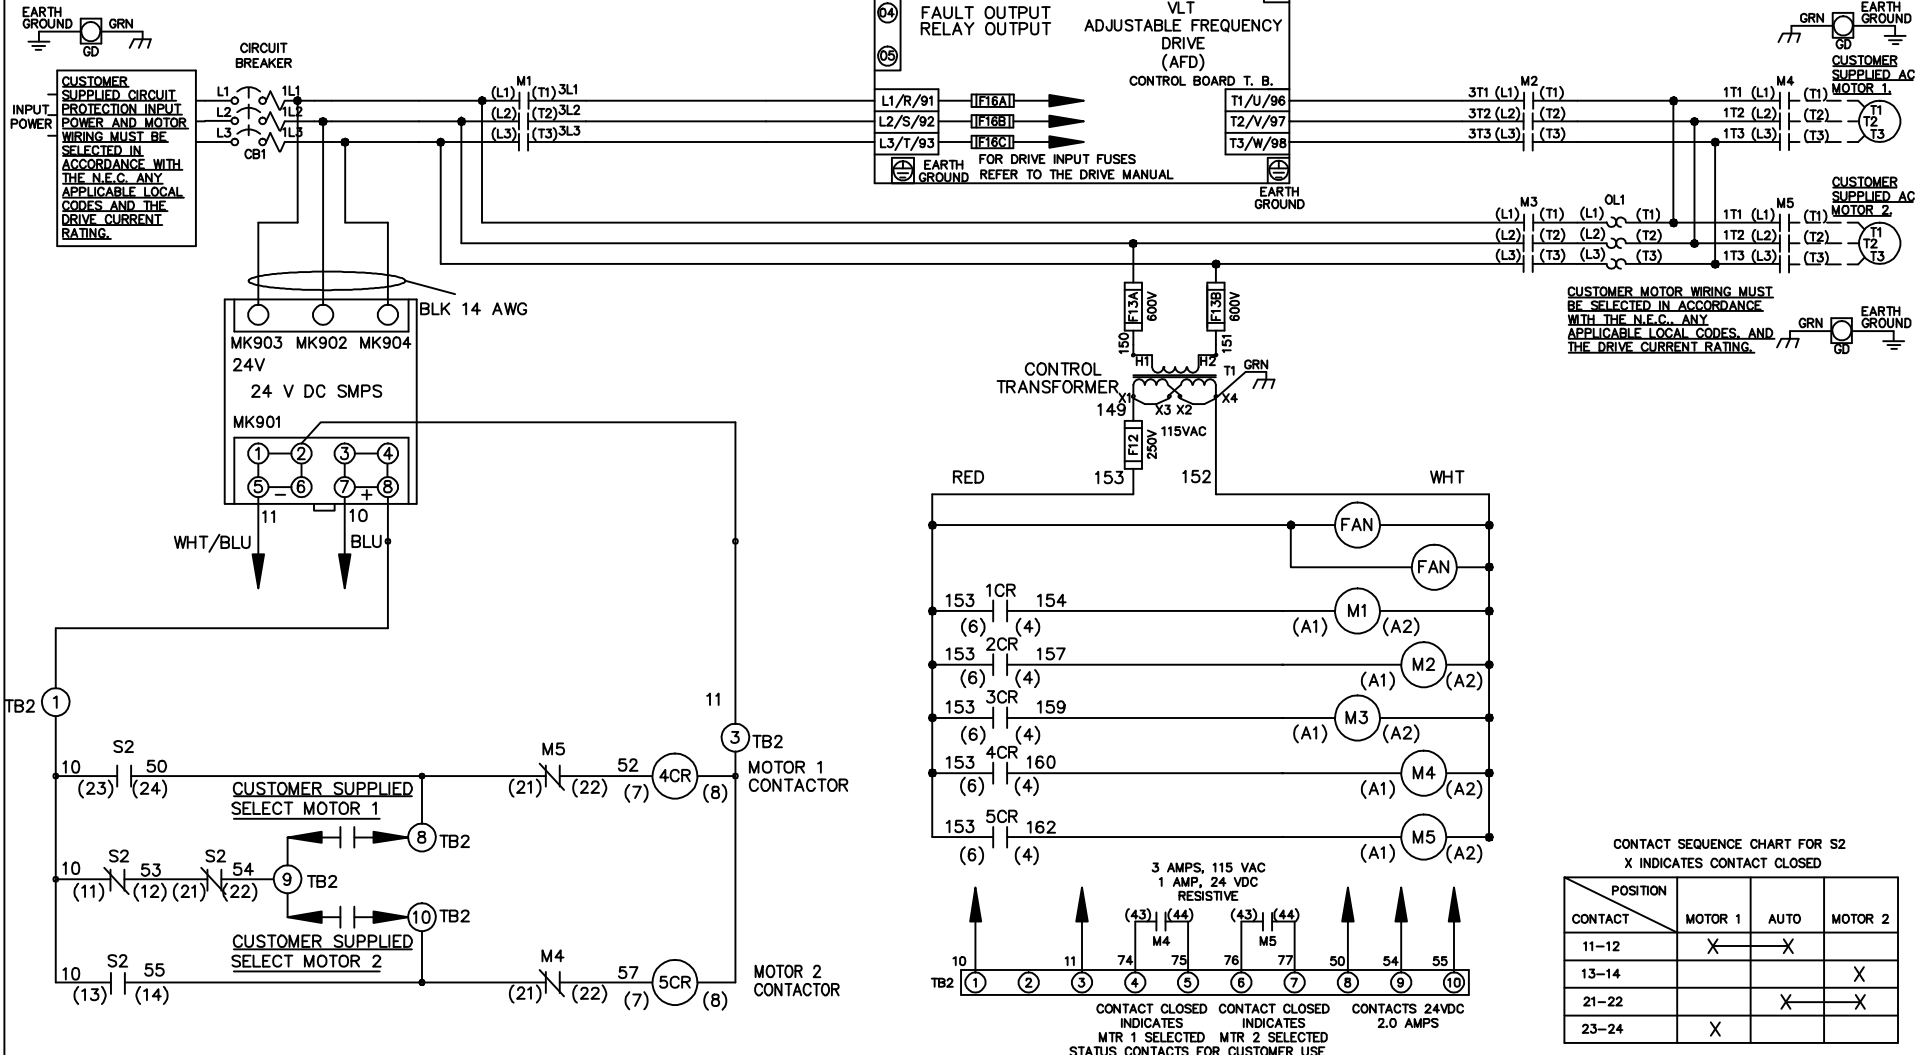 EARTH
GROUND
GRN
GD
CIRCUIT
BREAKER
CUSTOMER
SUPPLIED CIRCUIT
PROTECTION INPUT
POWER AND MOTOR
WIRING MUST BE
SELECTED IN
ACCORDANCE WITH
THE N.E.C. ANY
APPLICABLE LOCAL
CODES AND THE
DRIVE CURRENT
RATING.
INPUT
POWER
L1 1L1
L2 1L2
L3 1L3
CB1
M1
(L1) (T1) 3L1
(L2) (T2) 3L2
(L3) (T3) 3L3
04 FAULT OUTPUT
RELAY OUTPUT
05
VLT
ADJUSTABLE FREQUENCY
DRIVE
(AFD)
CONTROL BOARD T. B.
L1/R/91 F16A T1/U/96
L2/S/92 F16B T2/V/97
L3/T/93 F16C T3/W/98
EARTH
GROUND
FOR DRIVE INPUT FUSES
REFER TO THE DRIVE MANUAL
EARTH
GROUND
M2
3T1 (L1) (T1)
3T2 (L2) (T2)
3T3 (L3) (T3)
M4
1T1 (L1) (T1)
1T2 (L2) (T2)
1T3 (L3) (T3)
GRN
GD
EARTH
GROUND
CUSTOMER
SUPPLIED AC
MOTOR 1.
T1
T2
T3
M3 OL1
(L1) (T1) (L1) (T1)
(L2) (T2) (L2) (T2)
(L3) (T3) (L3) (T3)
M5
1T1 (L1) (T1)
1T2 (L2) (T2)
1T3 (L3) (T3)
CUSTOMER
SUPPLIED AC
MOTOR 2.
T1
T2
T3
CUSTOMER MOTOR WIRING MUST
BE SELECTED IN ACCORDANCE
WITH THE N.E.C., ANY
APPLICABLE LOCAL CODES, AND
THE DRIVE CURRENT RATING.
GRN
GD
EARTH
GROUND
BLK 14 AWG
MK903 MK902 MK904
24V
24 V DC SMPS
MK901
1 2 3 4
5 - 6 7 + 8
11 10
WHT/BLU BLU
F13A 600V
F13B 600V
150 151
H1 H2
T1 GRN
CONTROL
TRANSFORMER
X1 X3 X2 X4
149
F12 250V
115VAC
RED 153 152 WHT
FAN
FAN
1CR
153 154 M1
(6) (4) (A1) (A2)
2CR
153 157 M2
(6) (4) (A1) (A2)
3CR
153 159 M3
(6) (4) (A1) (A2)
4CR
153 160 M4
(6) (4) (A1) (A2)
5CR
153 162 M5
(6) (4) (A1) (A2)
TB2 1
11
3 TB2
S2 M5
10 50 52 4CR
(23) (24) (21) (22) (7) (8)
MOTOR 1
CONTACTOR
CUSTOMER SUPPLIED
SELECT MOTOR 1
8 TB2
S2 S2
10 53 54 9 TB2
(11) (12) (21) (22)
10 TB2
CUSTOMER SUPPLIED
SELECT MOTOR 2
S2 M4
10 55 57 5CR
(13) (14) (21) (22) (7) (8)
MOTOR 2
CONTACTOR
3 AMPS, 115 VAC
1 AMP, 24 VDC
RESISTIVE
(43) (44) (43) (44)
M4 M5
10 11 74 75 76 77 50 54 55
TB2 1 2 3 4 5 6 7 8 9 10
CONTACT CLOSED
INDICATES
MTR 1 SELECTED
CONTACT CLOSED
INDICATES
MTR 2 SELECTED
CONTACTS 24VDC
2.0 AMPS
STATUS CONTACTS FOR CUSTOMER USE
CONTACT SEQUENCE CHART FOR S2
X INDICATES CONTACT CLOSED
POSITION
CONTACT MOTOR 1 AUTO MOTOR 2
11-12 X X
13-14 X
21-22 X X
23-24 X